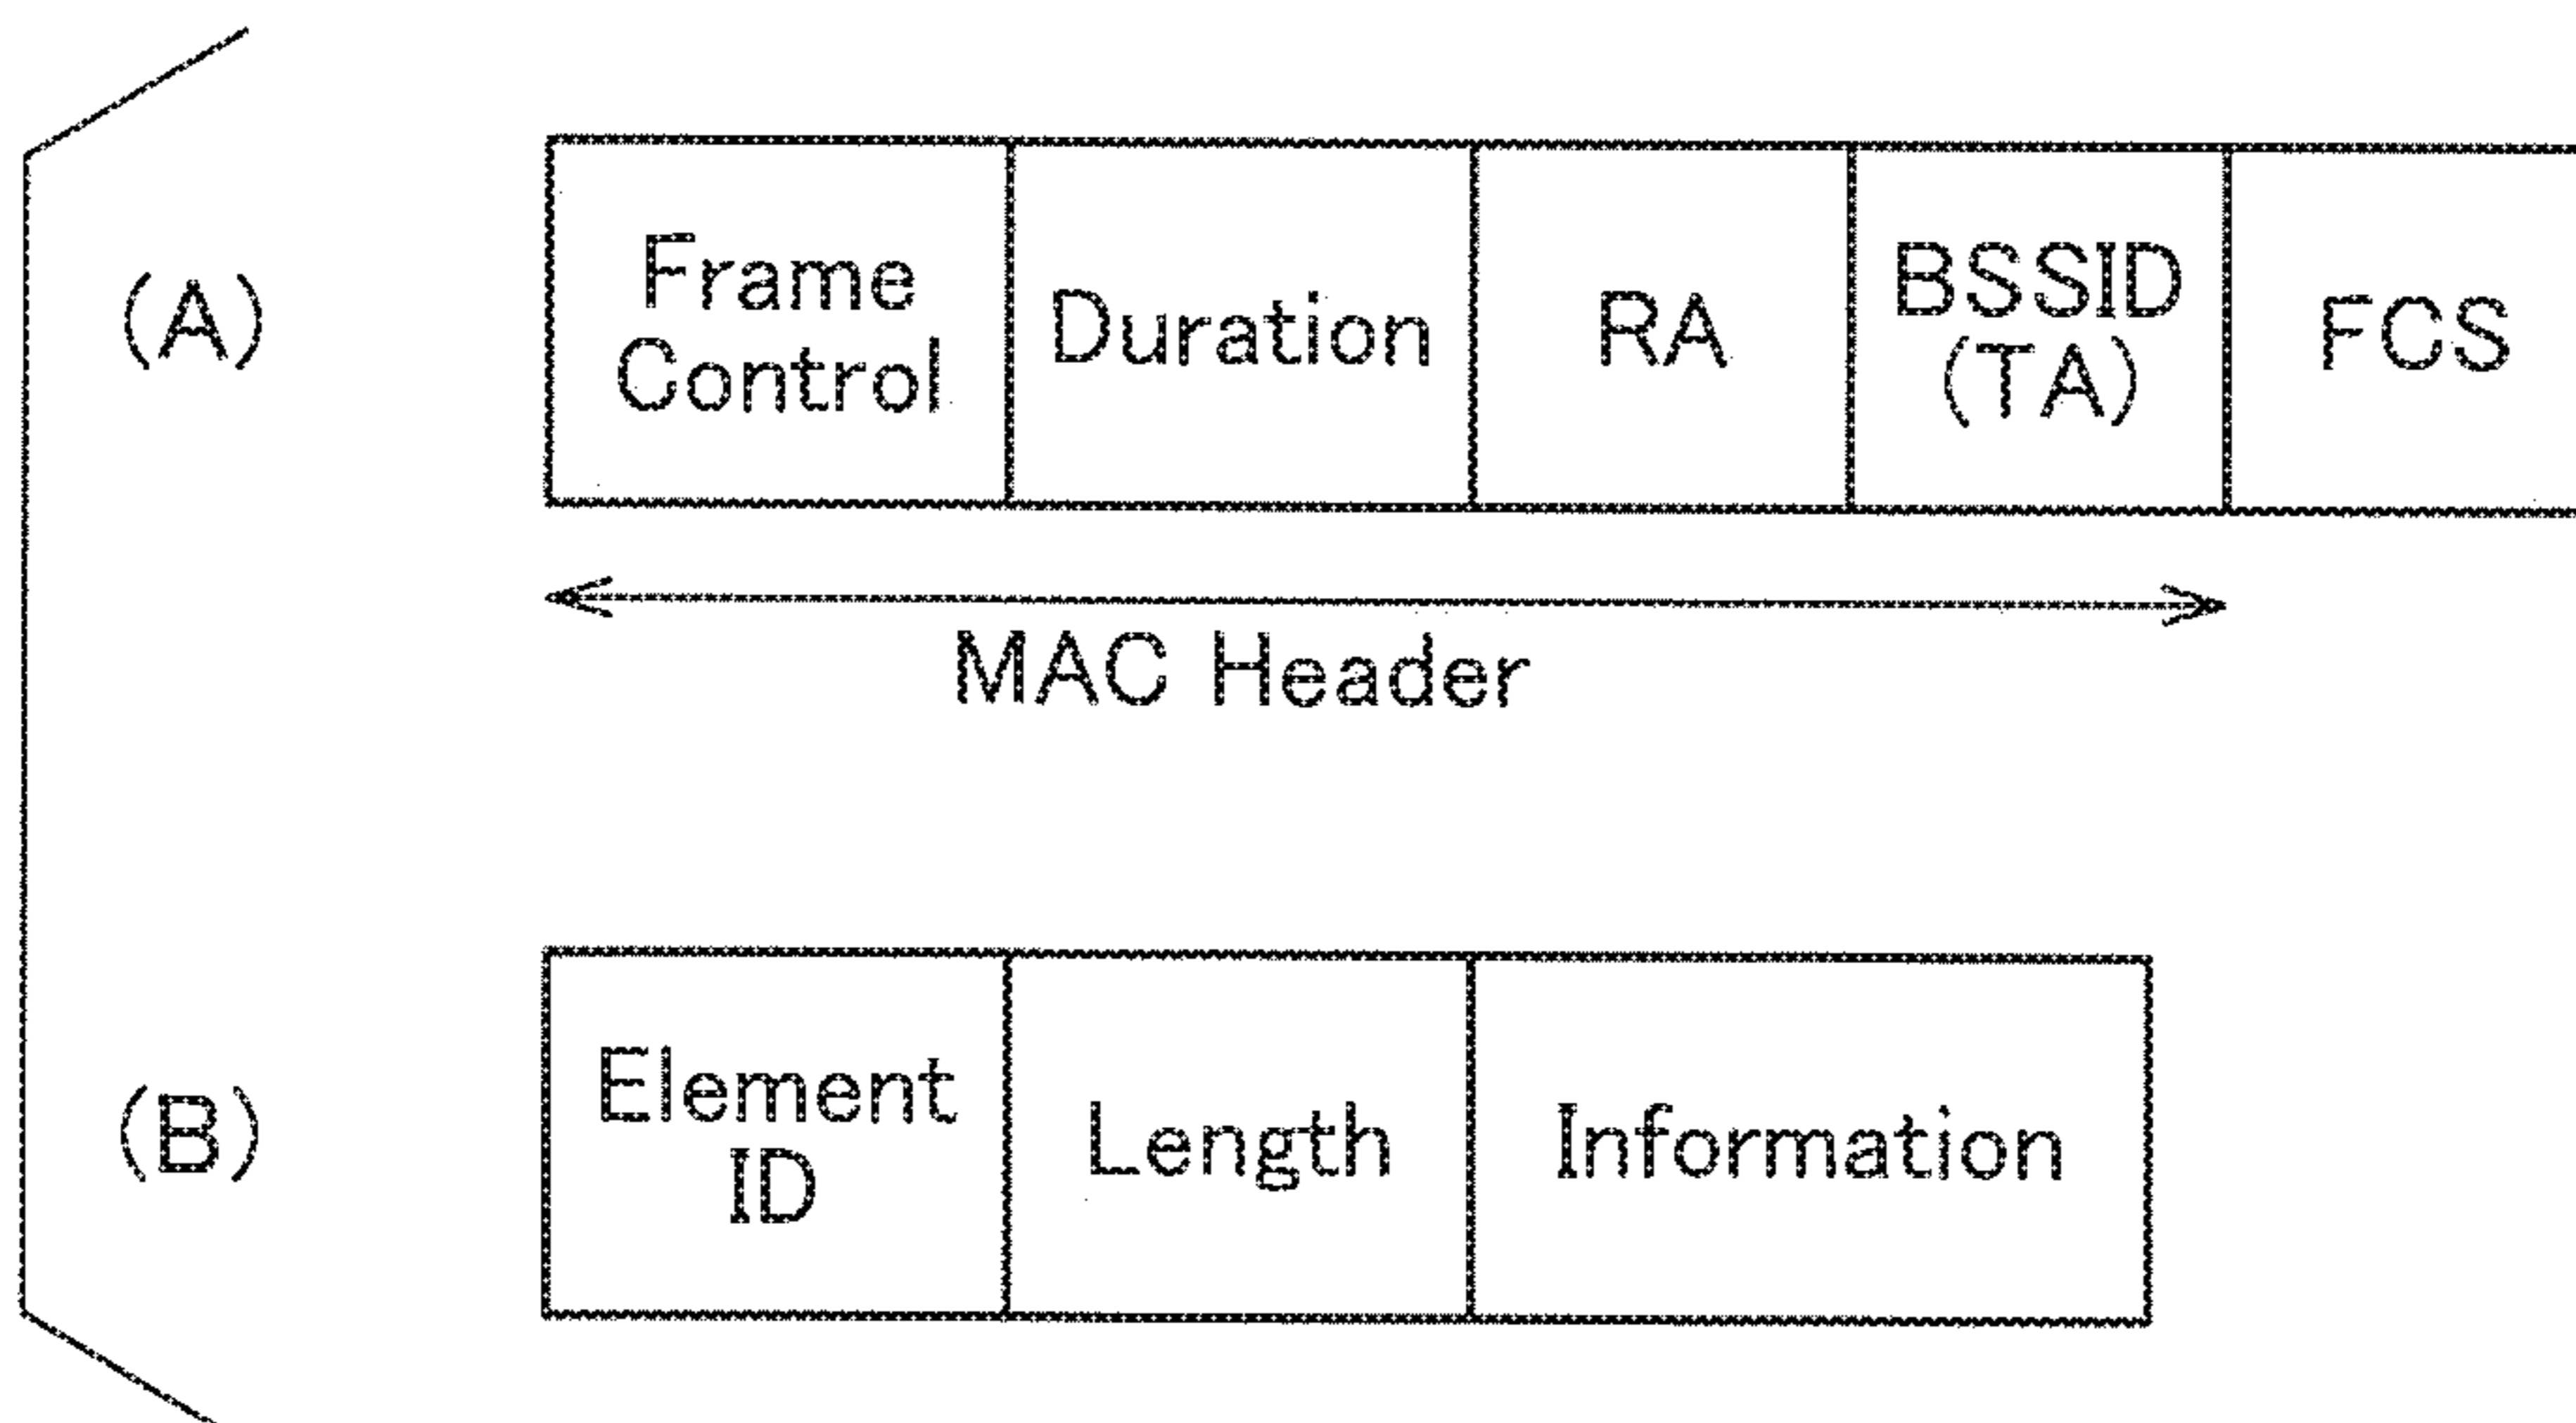 (A)
Frame
Control
Duration
RA
BSSID
(TA)
FCS
MAC Header
(B)
Element
ID
Length
Information